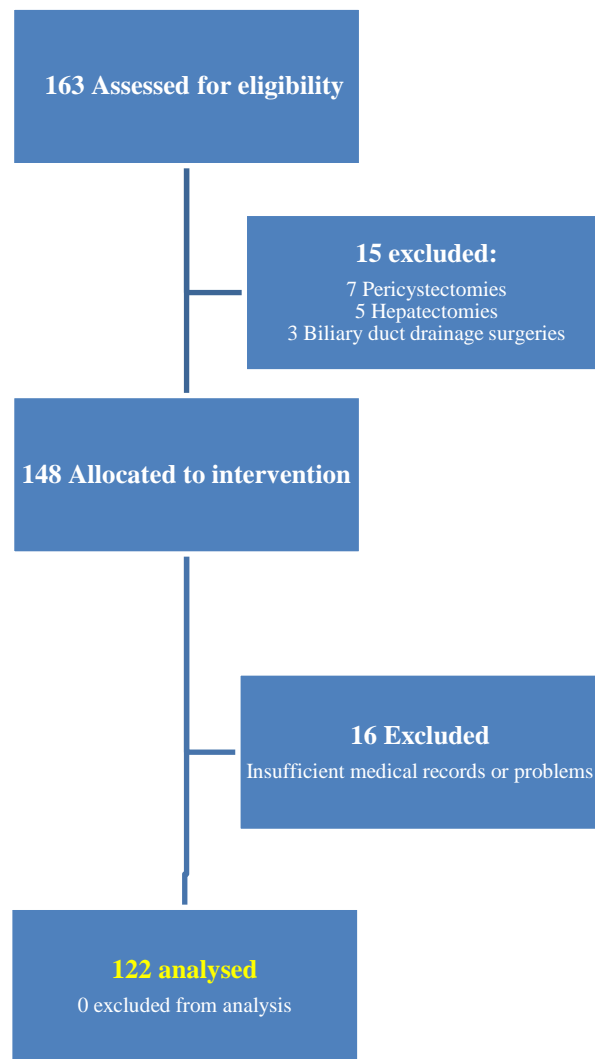 163 Assessed for eligibility
15 excluded:
7 Pericystectomies
5 Hepatectomies
3 Biliary duct drainage surgeries
148 Allocated to intervention
16 Excluded
Insufficient medical records or problems
122 analysed
0 excluded from analysis